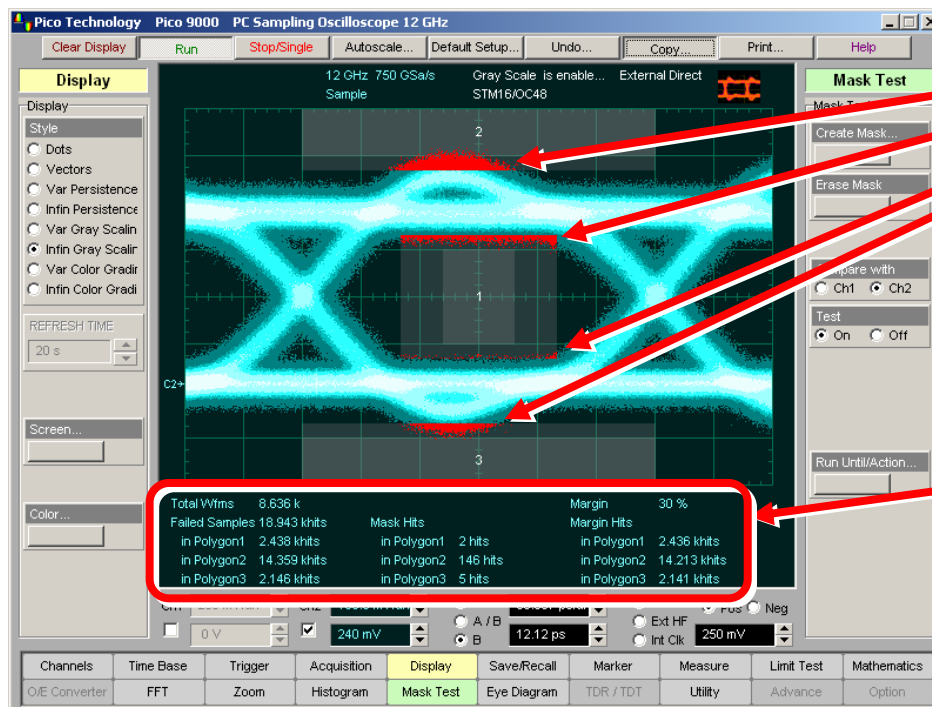 Pico Technology Pico 9000 PC Sampling Oscilloscope 12 GHz
Clear Display Run Stop/Single Autoscale... Default Setup... Undo... Copy... Print... Help
Display
Display
Style
Dots
Vectors
Var Persistence
Infin Persistence
Var Gray Scalin
Infin Gray Scalir
Var Color Gradir
Infin Color Gradi
REFRESH TIME
20 s
Screen...
Color...
12 GHz 750 GSa/s Gray Scale is enable... External Direct
Sample STM16/OC48
2
1
C2
3
Total Wfms 8.636 k Margin 30 %
Failed Samples 18.943 khits Mask Hits Margin Hits
in Polygon1 2.438 khits in Polygon1 2 hits in Polygon1 2.436 khits
in Polygon2 14.359 khits in Polygon2 146 hits in Polygon2 14.213 khits
in Polygon3 2.146 khits in Polygon3 5 hits in Polygon3 2.141 khits
Mask Test
Create Mask...
Erase Mask
Ch1 Ch2
Test
On Off
Run Until/Action...
A / B Ext HF Pos Neg
0 V 240 mV B 12.12 ps Int Clk 250 mV
Channels Time Base Trigger Acquisition Display Save/Recall Marker Measure Limit Test Mathematics
O/E Converter FFT Zoom Histogram Mask Test Eye Diagram TDR / TDT Utility Advance Option